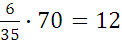 6/35 · 70 = 12